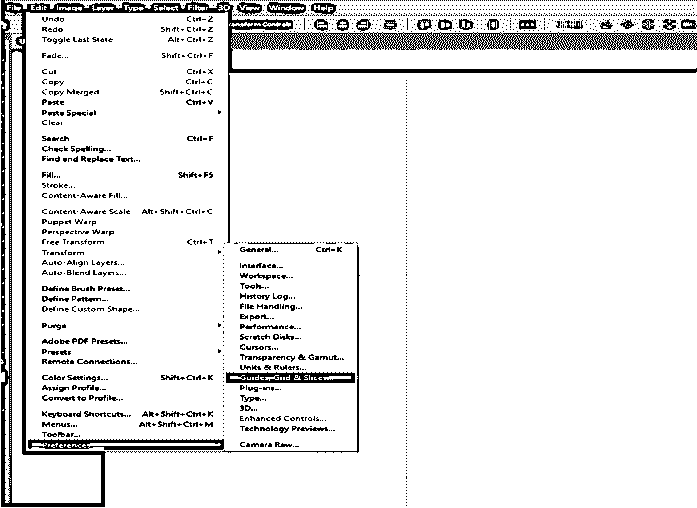 File Edit Image Layer Type Select Filter 3D View Window Help
Undo Ctrl+Z
Redo Shift+Ctrl+Z
Toggle Last State Alt+Ctrl+Z
Fade... Shift+Ctrl+F
Cut Ctrl+X
Copy Ctrl+C
Copy Merged Shift+Ctrl+C
Paste Ctrl+V
Paste Special
Clear
Search Ctrl+F
Check Spelling...
Find and Replace Text...
Fill... Shift+F5
Stroke...
Content-Aware Fill...
Content-Aware Scale Alt+Shift+Ctrl+C
Puppet Warp
Perspective Warp
Free Transform Ctrl+T
Transform
Auto-Align Layers...
Auto-Blend Layers...
Define Brush Preset...
Define Pattern...
Define Custom Shape...
Purge
Adobe PDF Presets...
Presets
Remote Connections...
Color Settings... Shift+Ctrl+K
Assign Profile...
Convert to Profile...
Keyboard Shortcuts... Alt+Shift+Ctrl+K
Menus... Alt+Shift+Ctrl+M
Toolbar...
Preferences
General... Ctrl+K
Interface...
Workspace...
Tools...
History Log...
File Handling...
Export...
Performance...
Scratch Disks...
Cursors...
Transparency & Gamut...
Units & Rulers...
Guides, Grid & Slices...
Plug-ins...
Type...
3D...
Enhanced Controls...
Technology Previews...
Camera Raw...